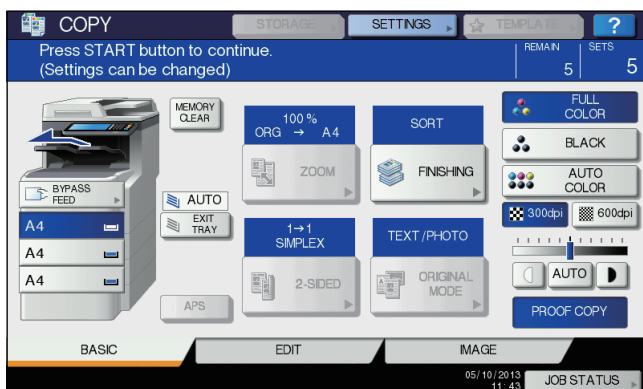 COPY
STORAGE
SETTINGS
TEMPLATE
?
Press START button to continue.
(Settings can be changed)
REMAIN
5
SETS
5
MEMORY
CLEAR
BYPASS
FEED
A4
A4
A4
AUTO
EXIT
TRAY
APS
100 %
ORG → A4
ZOOM
SORT
FINISHING
1→1
SIMPLEX
2-SIDED
TEXT/PHOTO
ORIGINAL
MODE
FULL
COLOR
BLACK
AUTO
COLOR
300dpi
600dpi
AUTO
PROOF COPY
BASIC
EDIT
IMAGE
05/10/2013
11:43
JOB STATUS